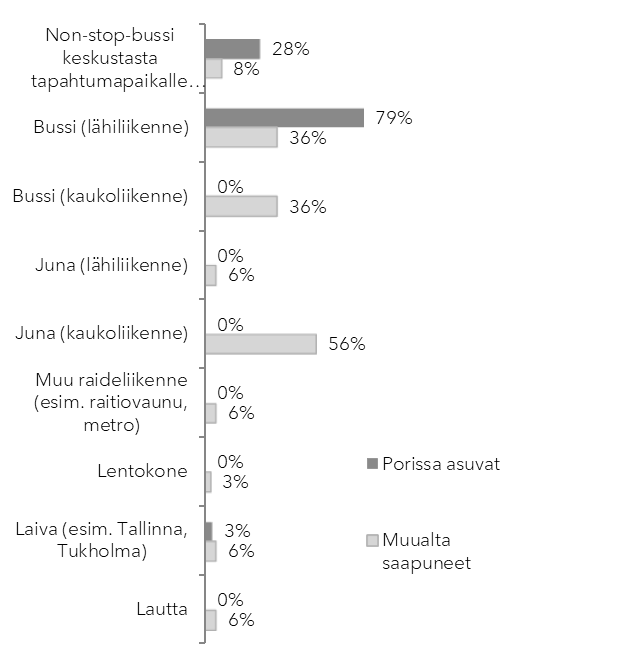 Non-stop-bussi
keskustasta
tapahtumapaikalle…
28%
8%
Bussi (lähiliikenne)
79%
36%
Bussi (kaukoliikenne)
0%
36%
Juna (lähiliikenne)
0%
6%
Juna (kaukoliikenne)
0%
56%
Muu raideliikenne
(esim. raitiovaunu,
metro)
0%
6%
Lentokone
0%
3%
Laiva (esim. Tallinna,
Tukholma)
3%
6%
Lautta
0%
6%
Porissa asuvat
Muualta
saapuneet